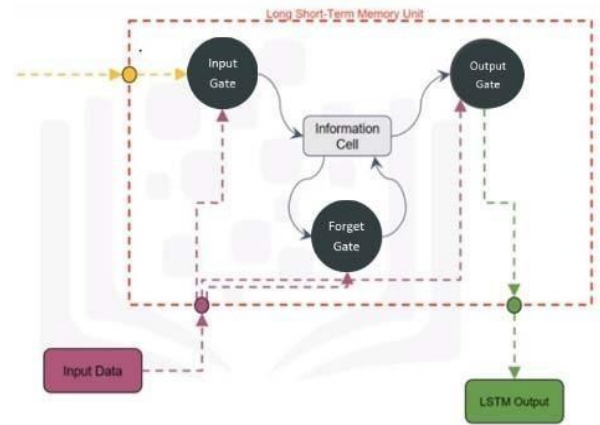 Long Short-Term Memory Unit
Input
Gate
Output
Gate
Information
Cell
Forget
Gate
Input Data
LSTM Output